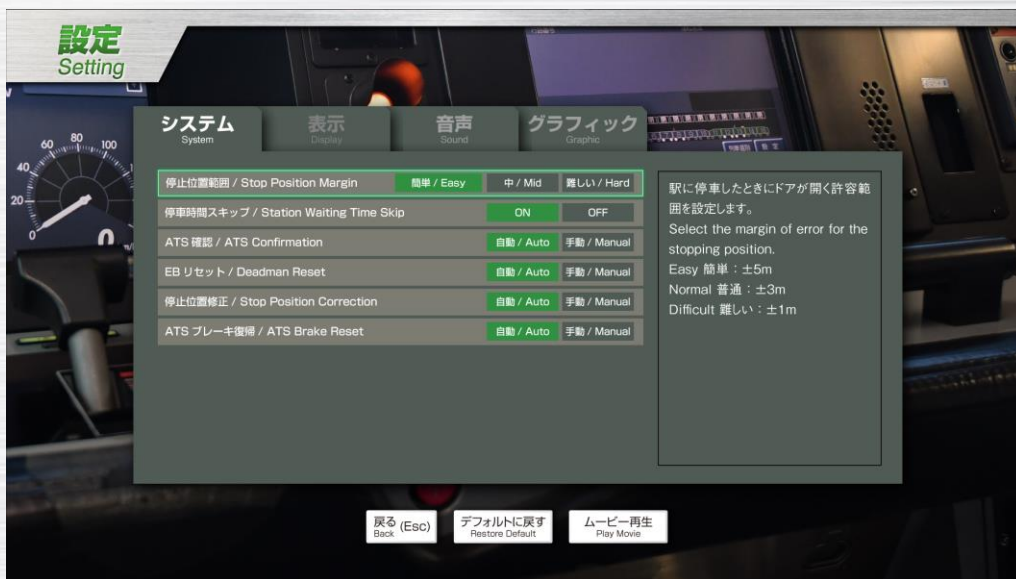 設定
Setting
システム
System
表示
Display
音声
Sound
グラフィック
Graphic
停止位置範囲 / Stop Position Margin
簡単 / Easy
中 / Mid
難しい / Hard
停車時間スキップ / Station Waiting Time Skip
ON
OFF
ATS 確認 / ATS Confirmation
自動 / Auto
手動 / Manual
EB リセット / Deadman Reset
自動 / Auto
手動 / Manual
停止位置修正 / Stop Position Correction
自動 / Auto
手動 / Manual
ATS ブレーキ復帰 / ATS Brake Reset
自動 / Auto
手動 / Manual
駅に停車したときにドアが開く許容範
囲を設定します。
Select the margin of error for the
stopping position.
Easy 簡単：±5m
Normal 普通：±3m
Difficult 難しい：±1m
0
20
40
60
80
100
0
戻る (Esc)
Back
デフォルトに戻す
Restore Default
ムービー再生
Play Movie